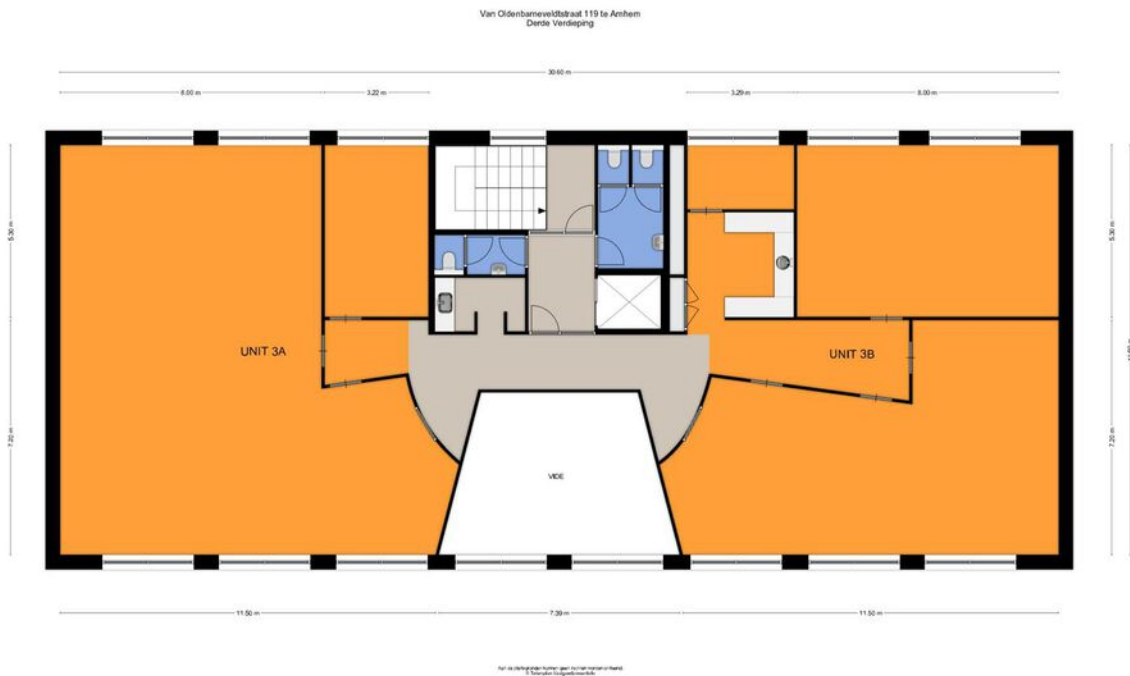 Van Oldenbarneveldtstraat 119 te Arnhem
Derde Verdieping
30.60 m
8.00 m
3.22 m
3.29 m
8.00 m
5.30 m
5.30 m
UNIT 3A
UNIT 3B
7.20 m
7.20 m
VIDE
11.50 m
7.39 m
11.50 m